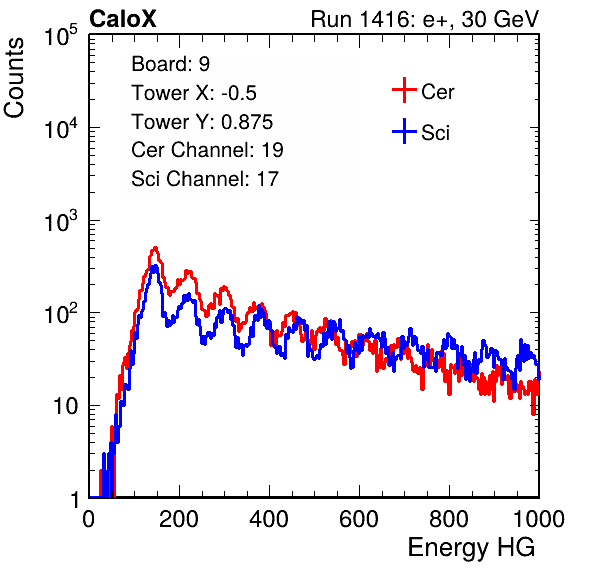 CaloX Run 1416: e+, 30 GeV
Counts
Board: 9
Tower X: -0.5
Tower Y: 0.875
Cer Channel: 19
Sci Channel: 17
Cer
Sci
10^5
10^4
10^3
10^2
10
1
0 200 400 600 800 1000
Energy HG